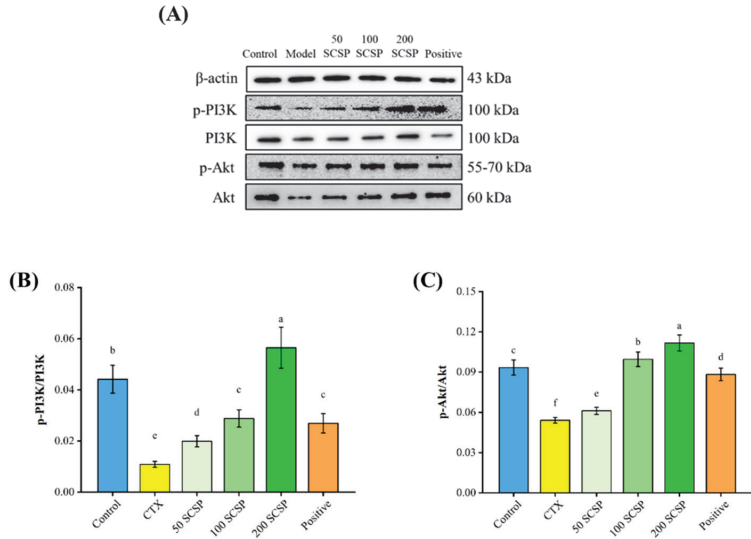 (A)
50 100 200
Control Model SCSP SCSP SCSP Positive
β-actin 43 kDa
p-PI3K 100 kDa
PI3K 100 kDa
p-Akt 55-70 kDa
Akt 60 kDa
(B)
0.08
0.06
0.04
0.02
0.00
p-PI3K/PI3K
b
e
d
c
a
c
Control
CTX
50 SCSP
100 SCSP
200 SCSP
Positive
(C)
0.15
0.12
0.09
0.06
0.03
0.00
p-Akt/Akt
c
f
e
b
a
d
Control
CTX
50 SCSP
100 SCSP
200 SCSP
Positive